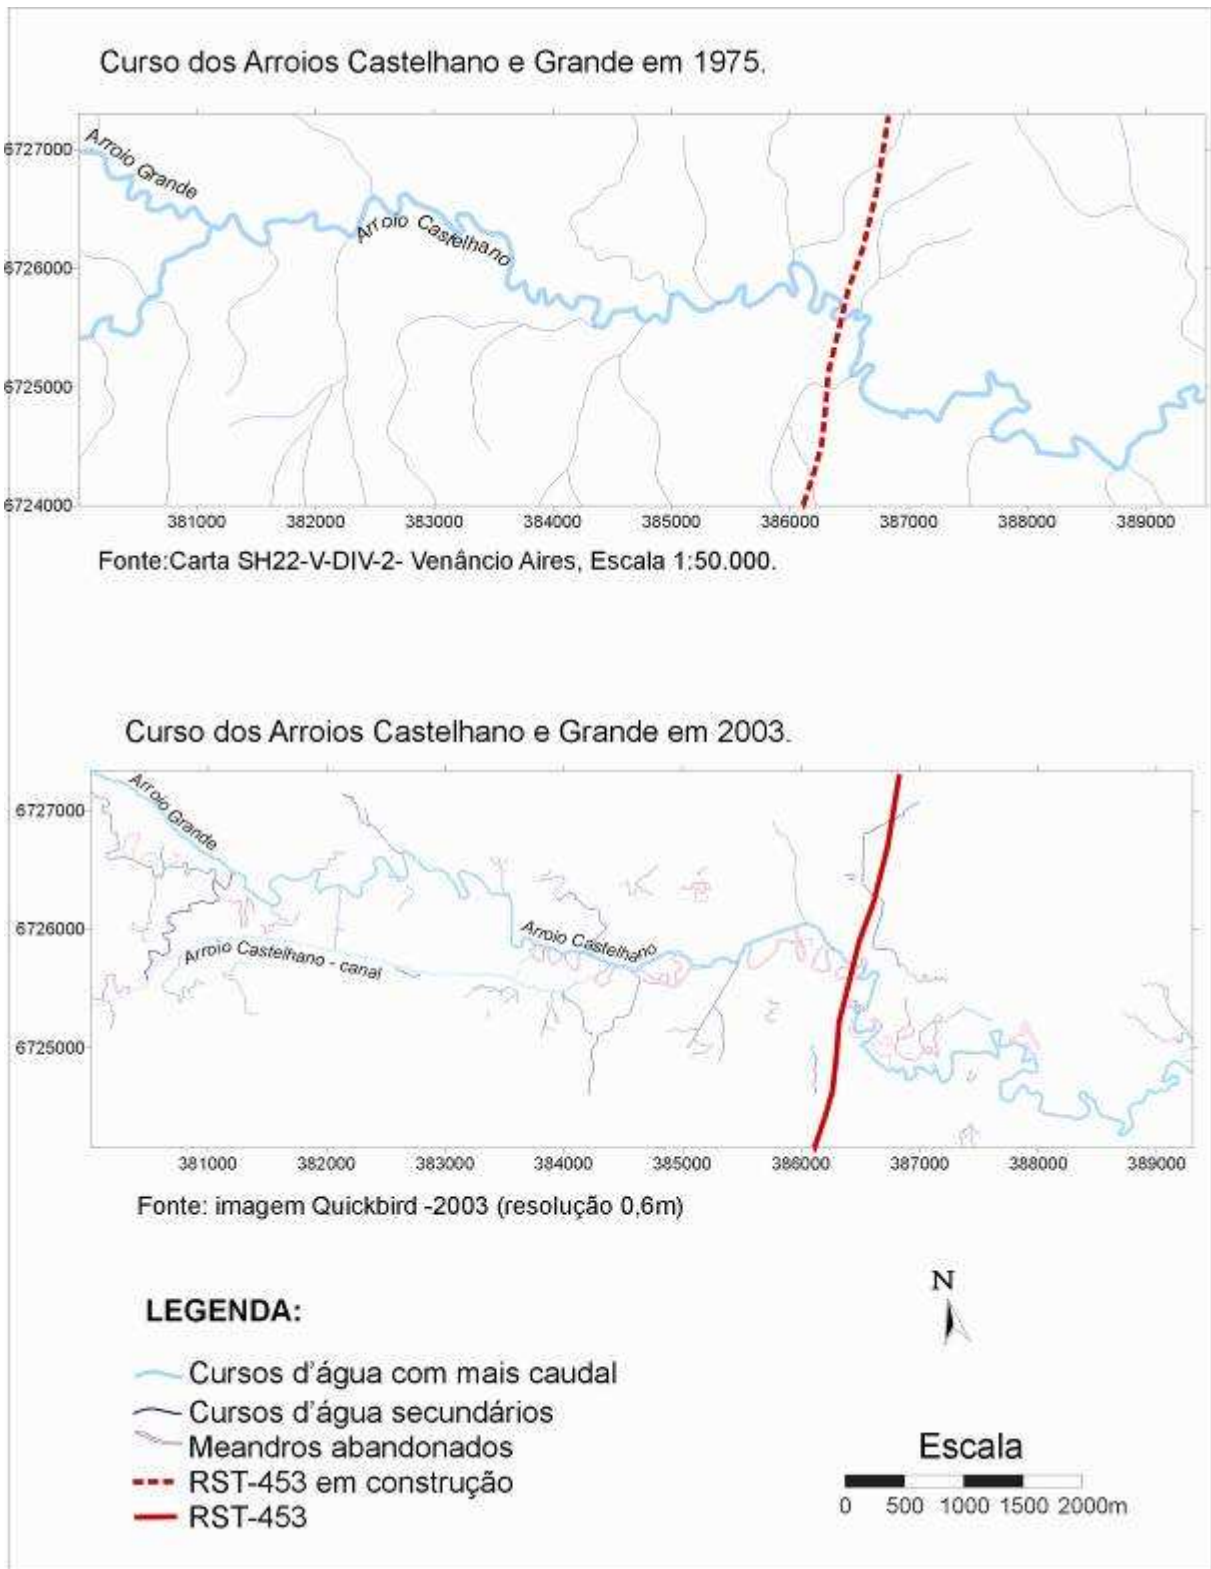 Curso dos Arroios Castelhano e Grande em 1975.
Arroio Grande
Arroio Castelhano
6727000
6726000
6725000
6724000
381000 382000 383000 384000 385000 386000 387000 388000 389000
Fonte:Carta SH22-V-DIV-2- Venâncio Aires, Escala 1:50.000.
Curso dos Arroios Castelhano e Grande em 2003.
Arroio Grande
Arroio Castelhano
Arroio Castelhano - canal
6727000
6726000
6725000
381000 382000 383000 384000 385000 386000 387000 388000 389000
Fonte: imagem Quickbird -2003 (resolução 0,6m)
N
LEGENDA:
Cursos d'água com mais caudal
Cursos d'água secundários
Meandros abandonados
RST-453 em construção
RST-453
Escala
0 500 1000 1500 2000m